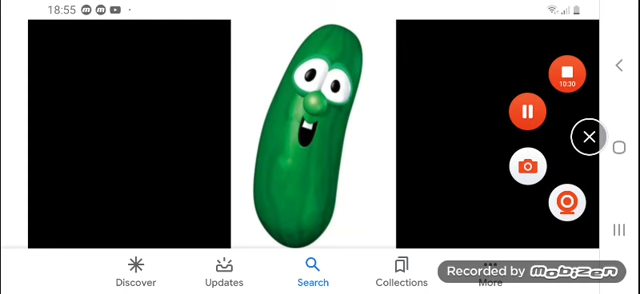 18:55
10:30
Discover
Updates
Search
Collections
More
Recorded by mobizen